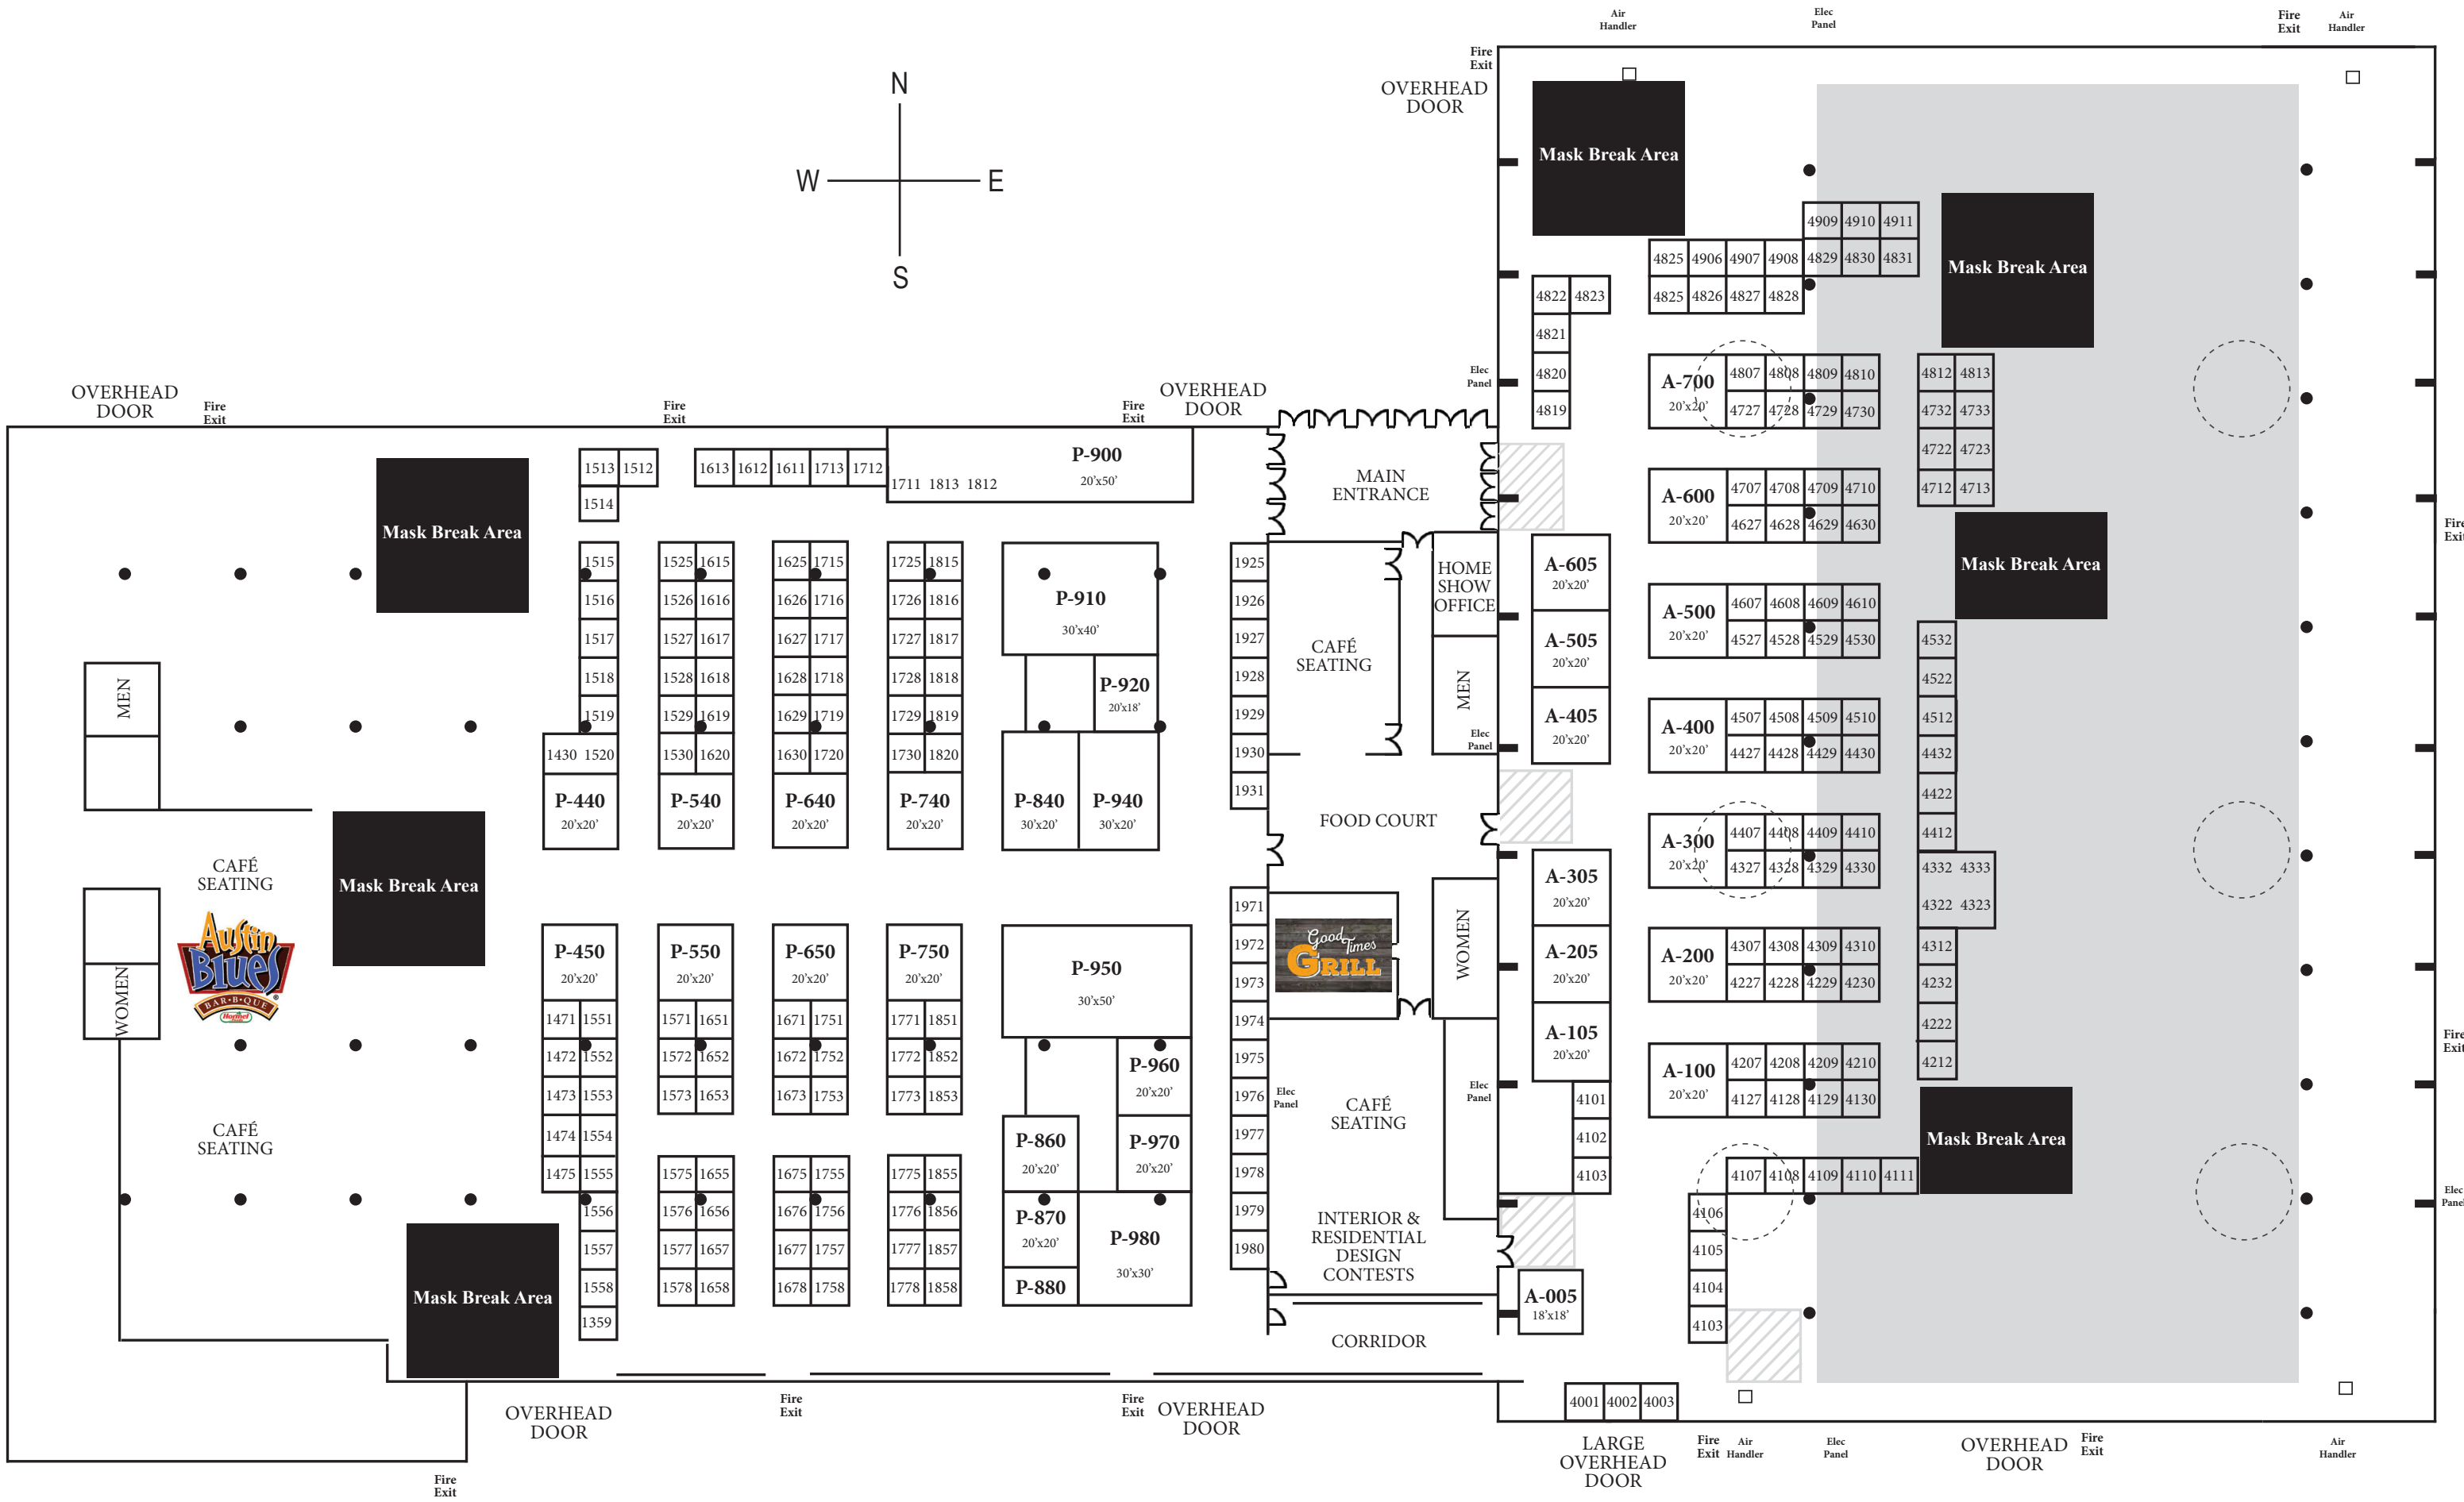 Air
Handler
Elec
Panel
Fire
Exit
Air
Handler
Fire
Exit
OVERHEAD
DOOR
N
W E
S
Mask Break Area
4909 4910 4911
4825 4906 4907 4908 4829 4830 4831
4825 4826 4827 4828
Mask Break Area
4822 4823
4821
4820
4819
Elec
Panel
A-700
20'x20'
4807 4808 4809 4810
4727 4728 4729 4730
4812 4813
4732 4733
4722 4723
4712 4713
A-600
20'x20'
4707 4708 4709 4710
4627 4628 4629 4630
Mask Break Area
Fire
Exit
A-500
20'x20'
4607 4608 4609 4610
4527 4528 4529 4530
4532
4522
4512
4432
4422
4412
4332 4333
4322 4323
4312
4232
4222
4212
A-400
20'x20'
4507 4508 4509 4510
4427 4428 4429 4430
A-300
20'x20'
4407 4408 4409 4410
4327 4328 4329 4330
A-200
20'x20'
4307 4308 4309 4310
4227 4228 4229 4230
A-100
20'x20'
4207 4208 4209 4210
4127 4128 4129 4130
Mask Break Area
Fire
Exit
Elec
Panel
4107 4108 4109 4110 4111
4106
4105
4104
4103
A-605
20'x20'
A-505
20'x20'
A-405
20'x20'
A-305
20'x20'
A-205
20'x20'
A-105
20'x20'
4101
4102
4103
A-005
18'x18'
4001 4002 4003
LARGE
OVERHEAD
DOOR
Fire
Exit
Air
Handler
Elec
Panel
OVERHEAD
DOOR
Fire
Exit
Air
Handler
OVERHEAD
DOOR
Fire
Exit
Fire
Exit
Fire
Exit
OVERHEAD
DOOR
Mask Break Area
1513 1512
1514
1613 1612 1611 1713 1712
1711 1813 1812
P-900
20'x50'
MAIN
ENTRANCE
HOME
SHOW
OFFICE
CAFÉ
SEATING
MEN
Elec
Panel
FOOD COURT
1515
1516
1517
1518
1519
1430 1520
P-440
20'x20'
1525 1615
1526 1616
1527 1617
1528 1618
1529 1619
1530 1620
P-540
20'x20'
1625 1715
1626 1716
1627 1717
1628 1718
1629 1719
1630 1720
P-640
20'x20'
1725 1815
1726 1816
1727 1817
1728 1818
1729 1819
1730 1820
P-740
20'x20'
P-910
30'x40'
P-920
20'x18'
P-840
30'x20'
P-940
30'x20'
1925
1926
1927
1928
1929
1930
1931
MEN
CAFÉ
SEATING
Mask Break Area
Austin
Blues
BAR·B·QUE
Hormel
®
WOMEN
CAFÉ
SEATING
Mask Break Area
P-450
20'x20'
1471 1551
1472 1552
1473 1553
1474 1554
1475 1555
1556
1557
1558
1359
P-550
20'x20'
1571 1651
1572 1652
1573 1653
1575 1655
1576 1656
1577 1657
1578 1658
P-650
20'x20'
1671 1751
1672 1752
1673 1753
1675 1755
1676 1756
1677 1757
1678 1758
P-750
20'x20'
1771 1851
1772 1852
1773 1853
1775 1855
1776 1856
1777 1857
1778 1858
P-950
30'x50'
P-960
20'x20'
P-860
20'x20'
P-970
20'x20'
P-870
20'x20'
P-980
30'x30'
P-880
1971
1972
1973
1974
1975
1976
1977
1978
1979
1980
Good
Times
GRILL
WOMEN
Elec
Panel
CAFÉ
SEATING
Elec
Panel
INTERIOR &
RESIDENTIAL
DESIGN
CONTESTS
CORRIDOR
OVERHEAD
DOOR
Fire
Exit
Fire
Exit
OVERHEAD
DOOR
Fire
Exit